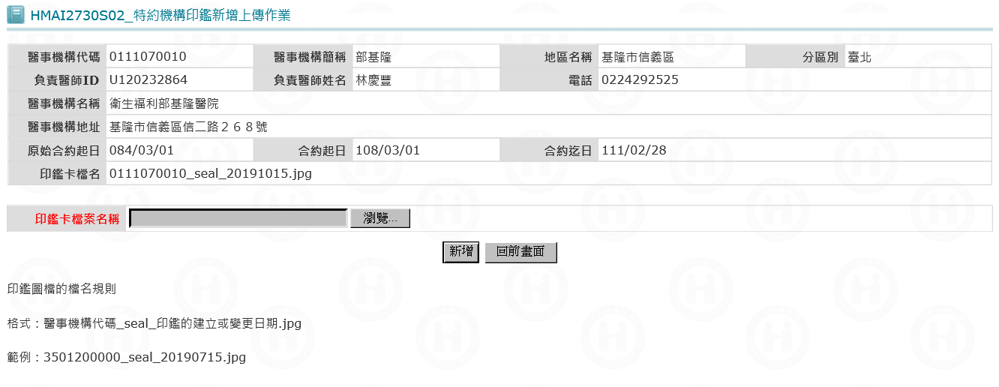 HMAI2730S02_特約機構印鑑新增上傳作業
醫事機構代碼 0111070010 醫事機構簡稱 部基隆 地區名稱 基隆市信義區 分區別 臺北
負責醫師ID U120232864 負責醫師姓名 林慶豐 電話 0224292525
醫事機構名稱 衛生福利部基隆醫院
醫事機構地址 基隆市信義區信二路２６８號
原始合約起日 084/03/01 合約起日 108/03/01 合約迄日 111/02/28
印鑑卡檔名 0111070010_seal_20191015.jpg
印鑑卡檔案名稱 瀏覽...
新增 回前畫面
印鑑圖檔的檔名規則
格式：醫事機構代碼_seal_印鑑的建立或變更日期.jpg
範例：3501200000_seal_20190715.jpg